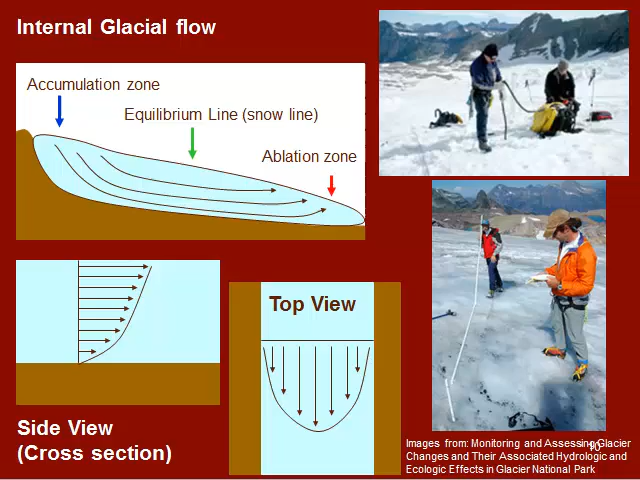 Internal Glacial flow
Accumulation zone
Equilibrium Line (snow line)
Ablation zone
Top View
Side View
(Cross section)
Images from: Monitoring and Assessing Glacier
Changes and Their Associated Hydrologic and
Ecologic Effects in Glacier National Park
10